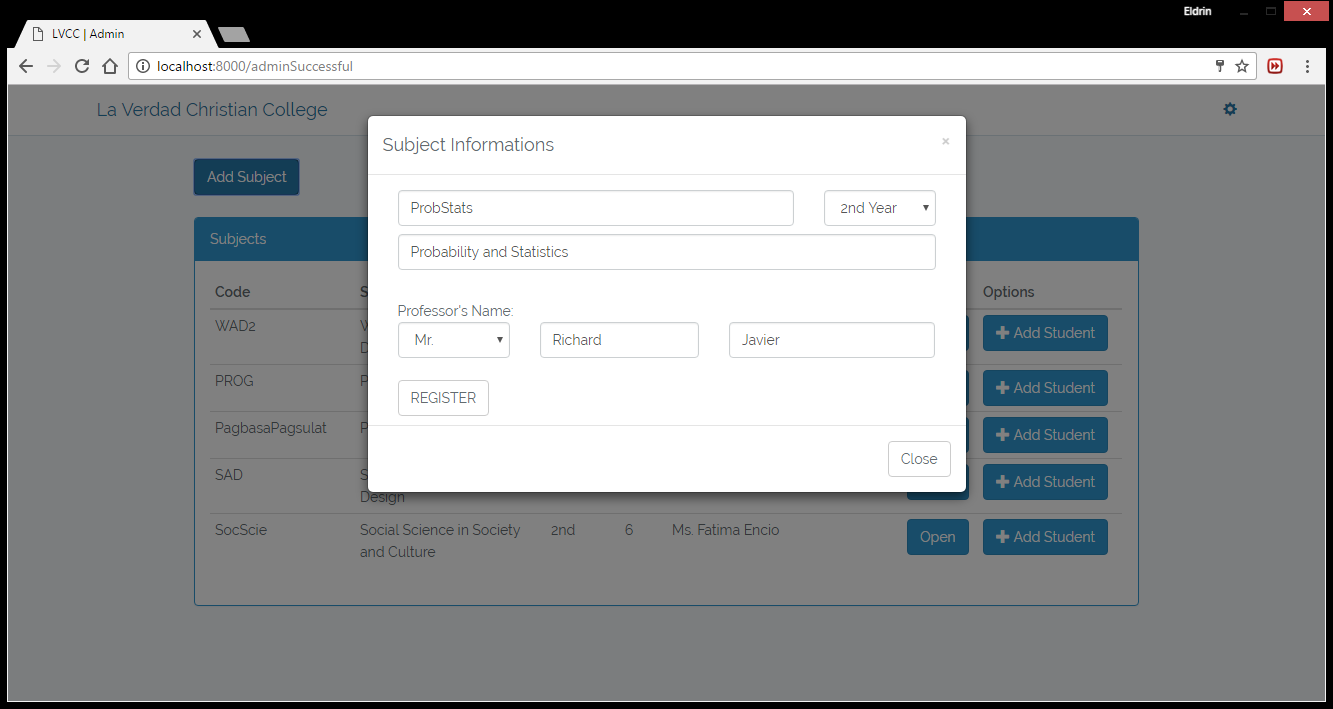 Eldrin
LVCC | Admin
localhost:8000/adminSuccessful
La Verdad Christian College
Subject Informations
×
Add Subject
ProbStats
2nd Year
Subjects
Probability and Statistics
Code
S
Options
Professor's Name:
WAD2
W
D
Mr.
Richard
Javier
Add Student
PROG
P
Add Student
REGISTER
PagbasaPagsulat
P
Add Student
Close
SAD
S
Design
Add Student
SocScie
Social Science in Society
and Culture
2nd
6
Ms. Fatima Encio
Open
Add Student